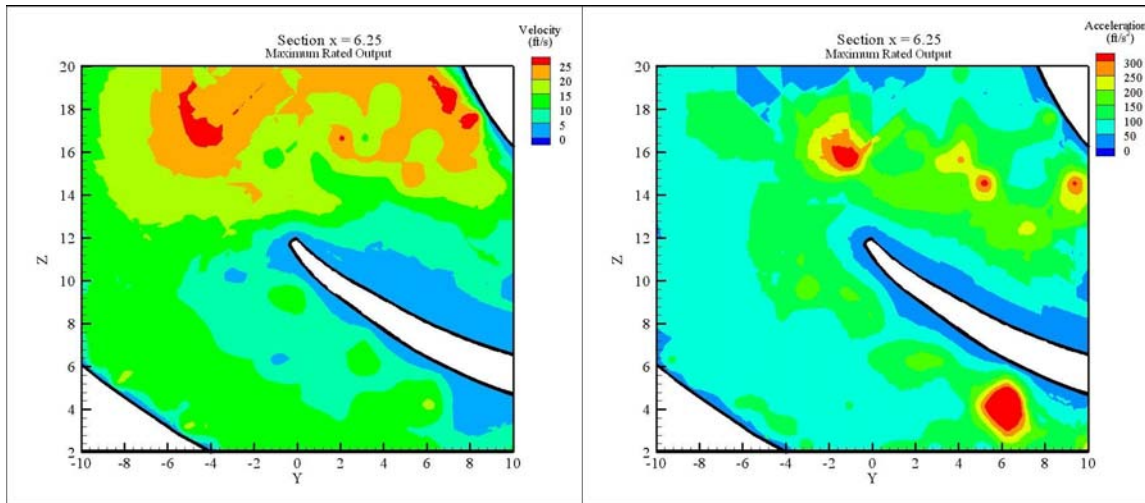 Section x = 6.25
Maximum Rated Output
Velocity
(ft/s)
25
20
15
10
5
0
20
18
16
14
12
10
8
6
4
2
Z
-10 -8 -6 -4 -2 0 2 4 6 8 10
Y
Section x = 6.25
Maximum Rated Output
Acceleration
(ft/s²)
300
250
200
150
100
50
0
20
18
16
14
12
10
8
6
4
2
Z
-10 -8 -6 -4 -2 0 2 4 6 8 10
Y